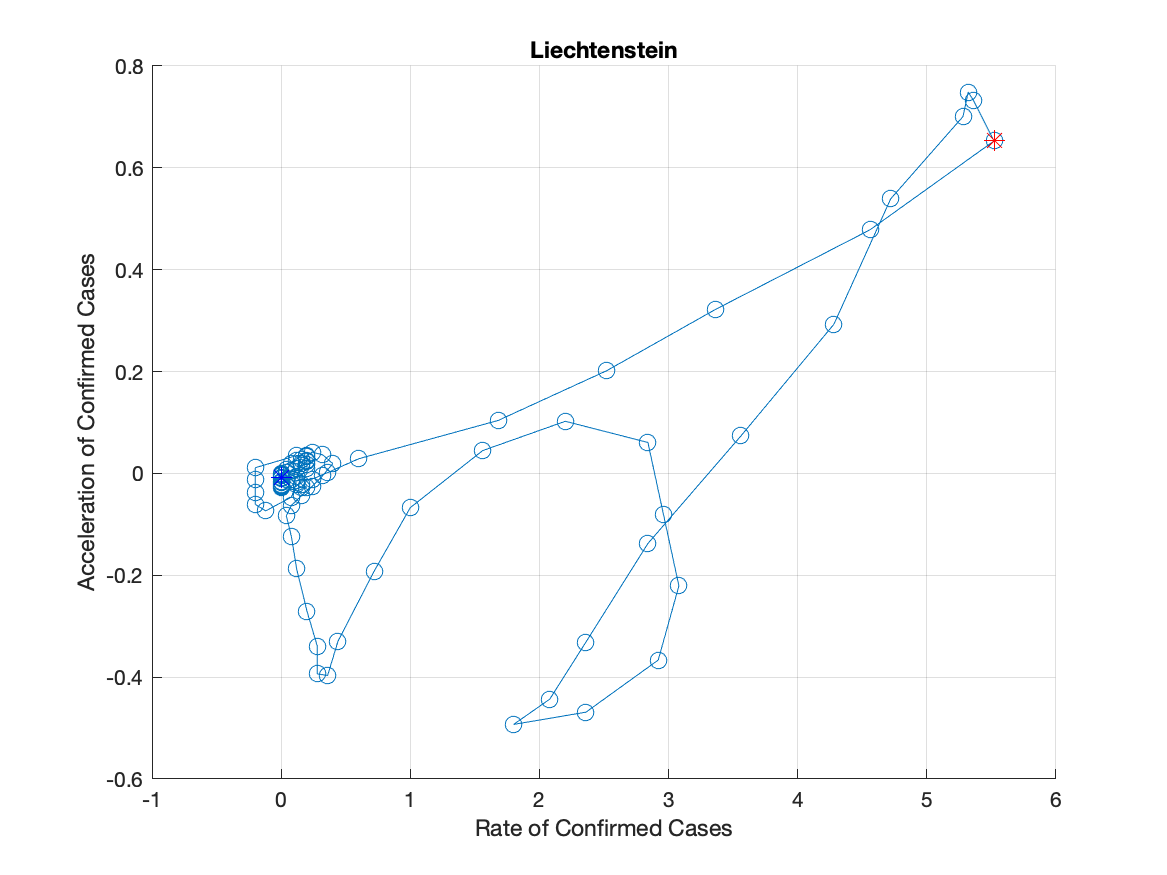 Liechtenstein
Acceleration of Confirmed Cases
0.8
0.6
0.4
0.2
0
-0.2
-0.4
-0.6
-1 0 1 2 3 4 5 6
Rate of Confirmed Cases